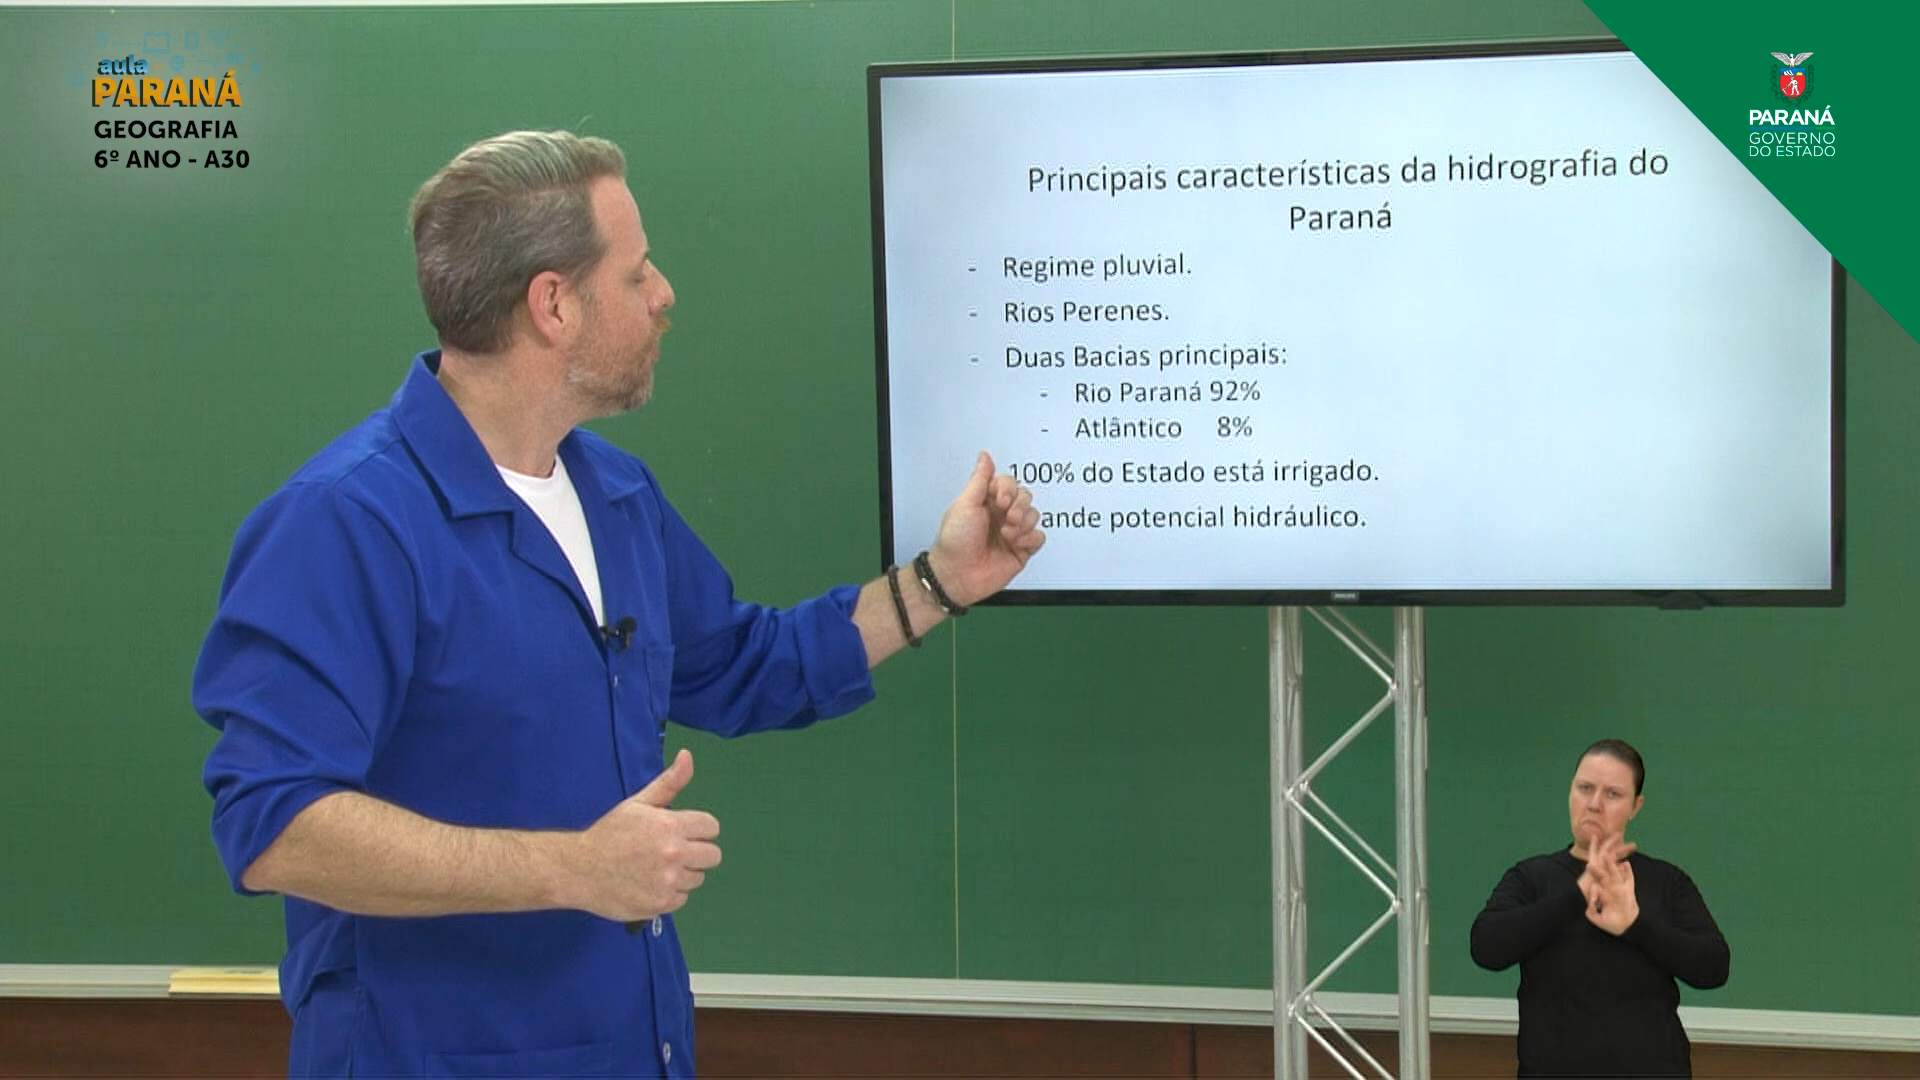 aula
PARANÁ
GEOGRAFIA
6º ANO - A30
PARANÁ
GOVERNO
DO ESTADO
Principais características da hidrografia do
Paraná
- Regime pluvial.
- Rios Perenes.
- Duas Bacias principais:
- Rio Paraná 92%
- Atlântico 8%
100% do Estado está irrigado.
ande potencial hidráulico.